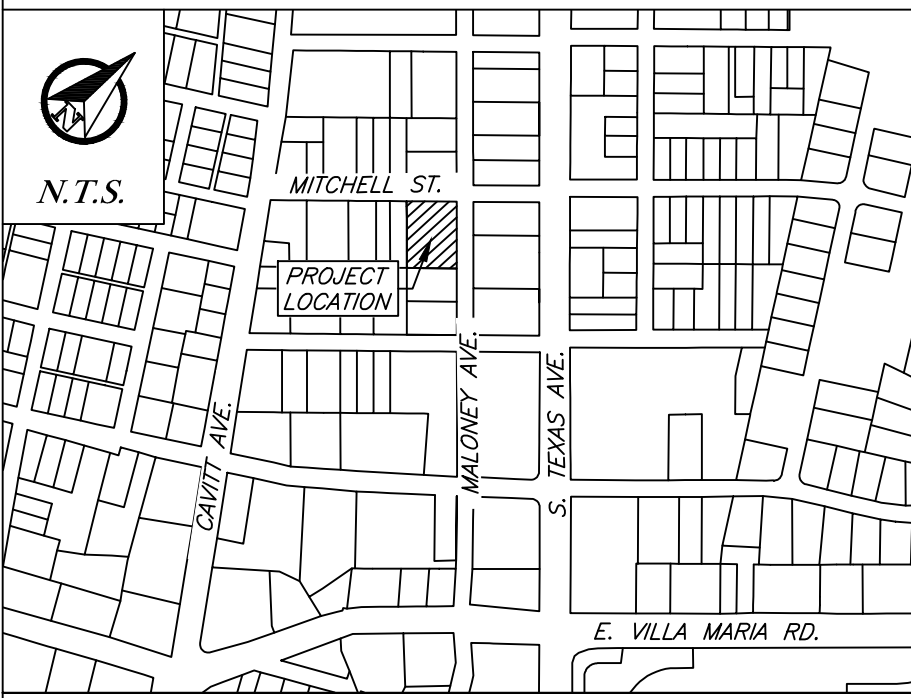 N
N.T.S.
MITCHELL ST.
PROJECT
LOCATION
CAVITT AVE.
MALONEY AVE.
S. TEXAS AVE.
E. VILLA MARIA RD.